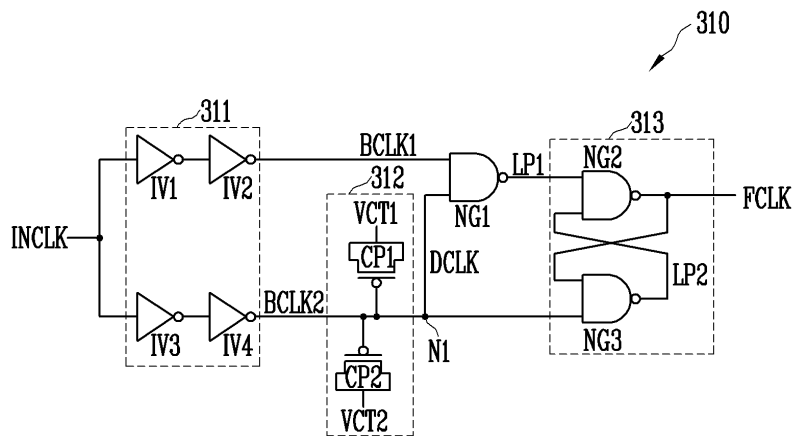 310
311
313
BCLK1
LP1
NG2
IV1
IV2
312
NG1
FCLK
VCT1
INCLK
CP1
DCLK
LP2
BCLK2
IV3
IV4
N1
NG3
CP2
VCT2